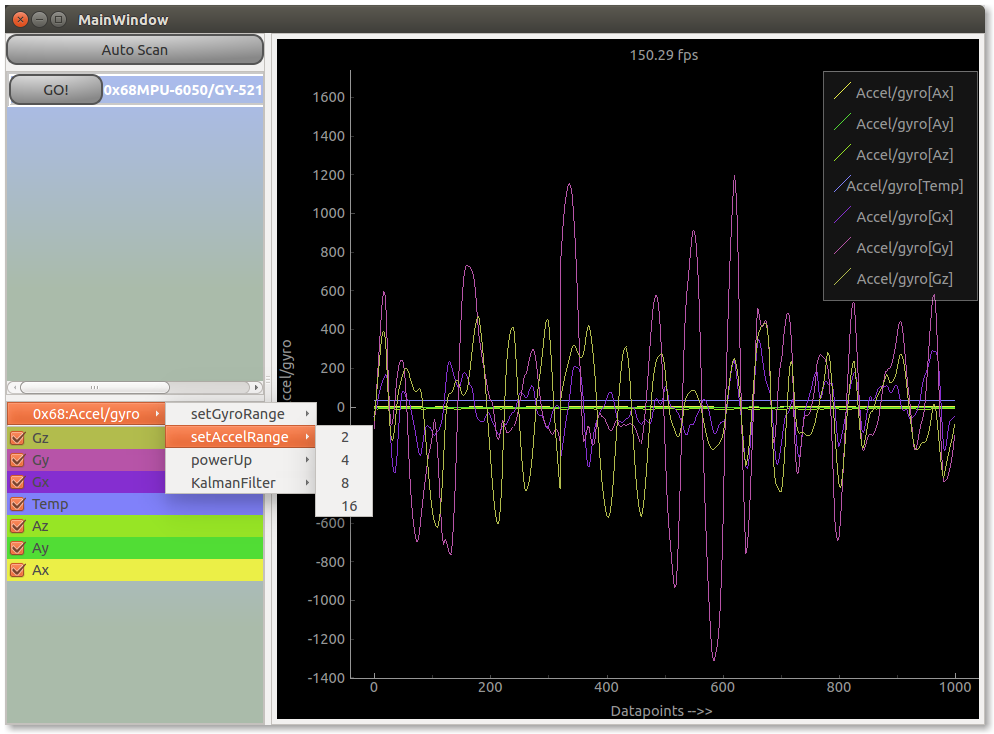 MainWindow
Auto Scan
GO!
0x68MPU-6050/GY-521
0x68:Accel/gyro
Gz
Gy
Gx
Temp
Az
Ay
Ax
setGyroRange
setAccelRange
powerUp
KalmanFilter
2
4
8
16
150.29 fps
Accel/gyro[Ax]
Accel/gyro[Ay]
Accel/gyro[Az]
Accel/gyro[Temp]
Accel/gyro[Gx]
Accel/gyro[Gy]
Accel/gyro[Gz]
1600
1400
1200
1000
800
600
400
200
0
-600
-800
-1000
-1200
-1400
ccel/gyro
0 200 400 600 800 1000
Datapoints -->>